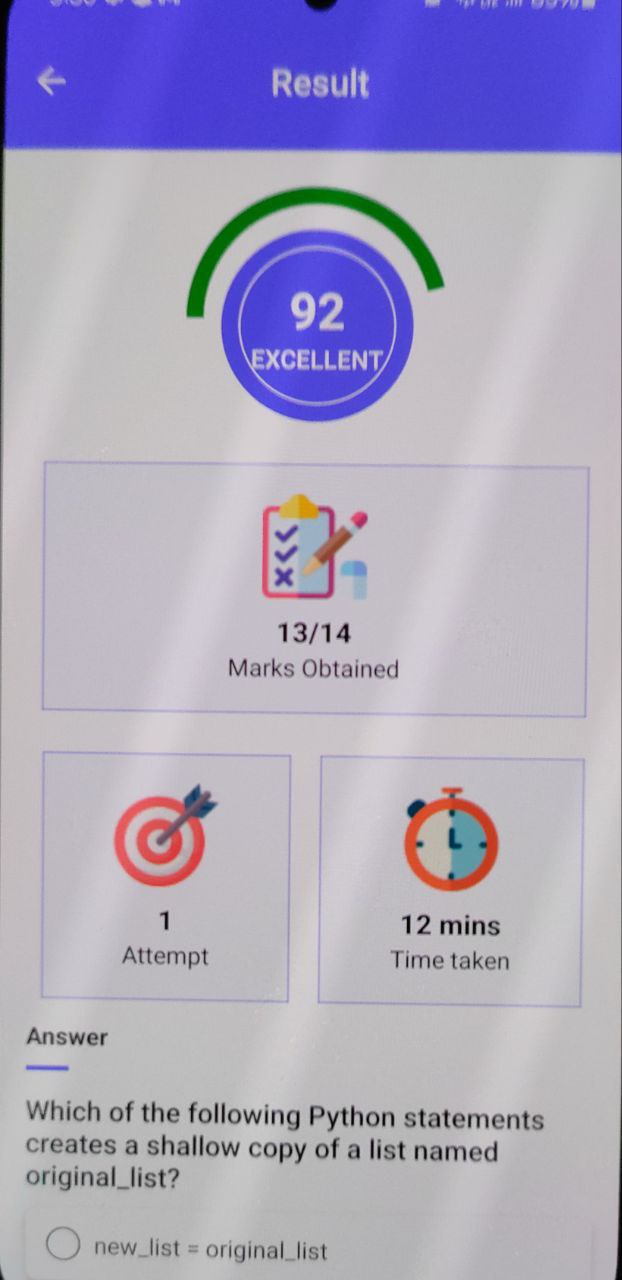 Result
92
EXCELLENT
13/14
Marks Obtained
1
Attempt
12 mins
Time taken
Answer
Which of the following Python statements
creates a shallow copy of a list named
original_list?
new_list = original_list